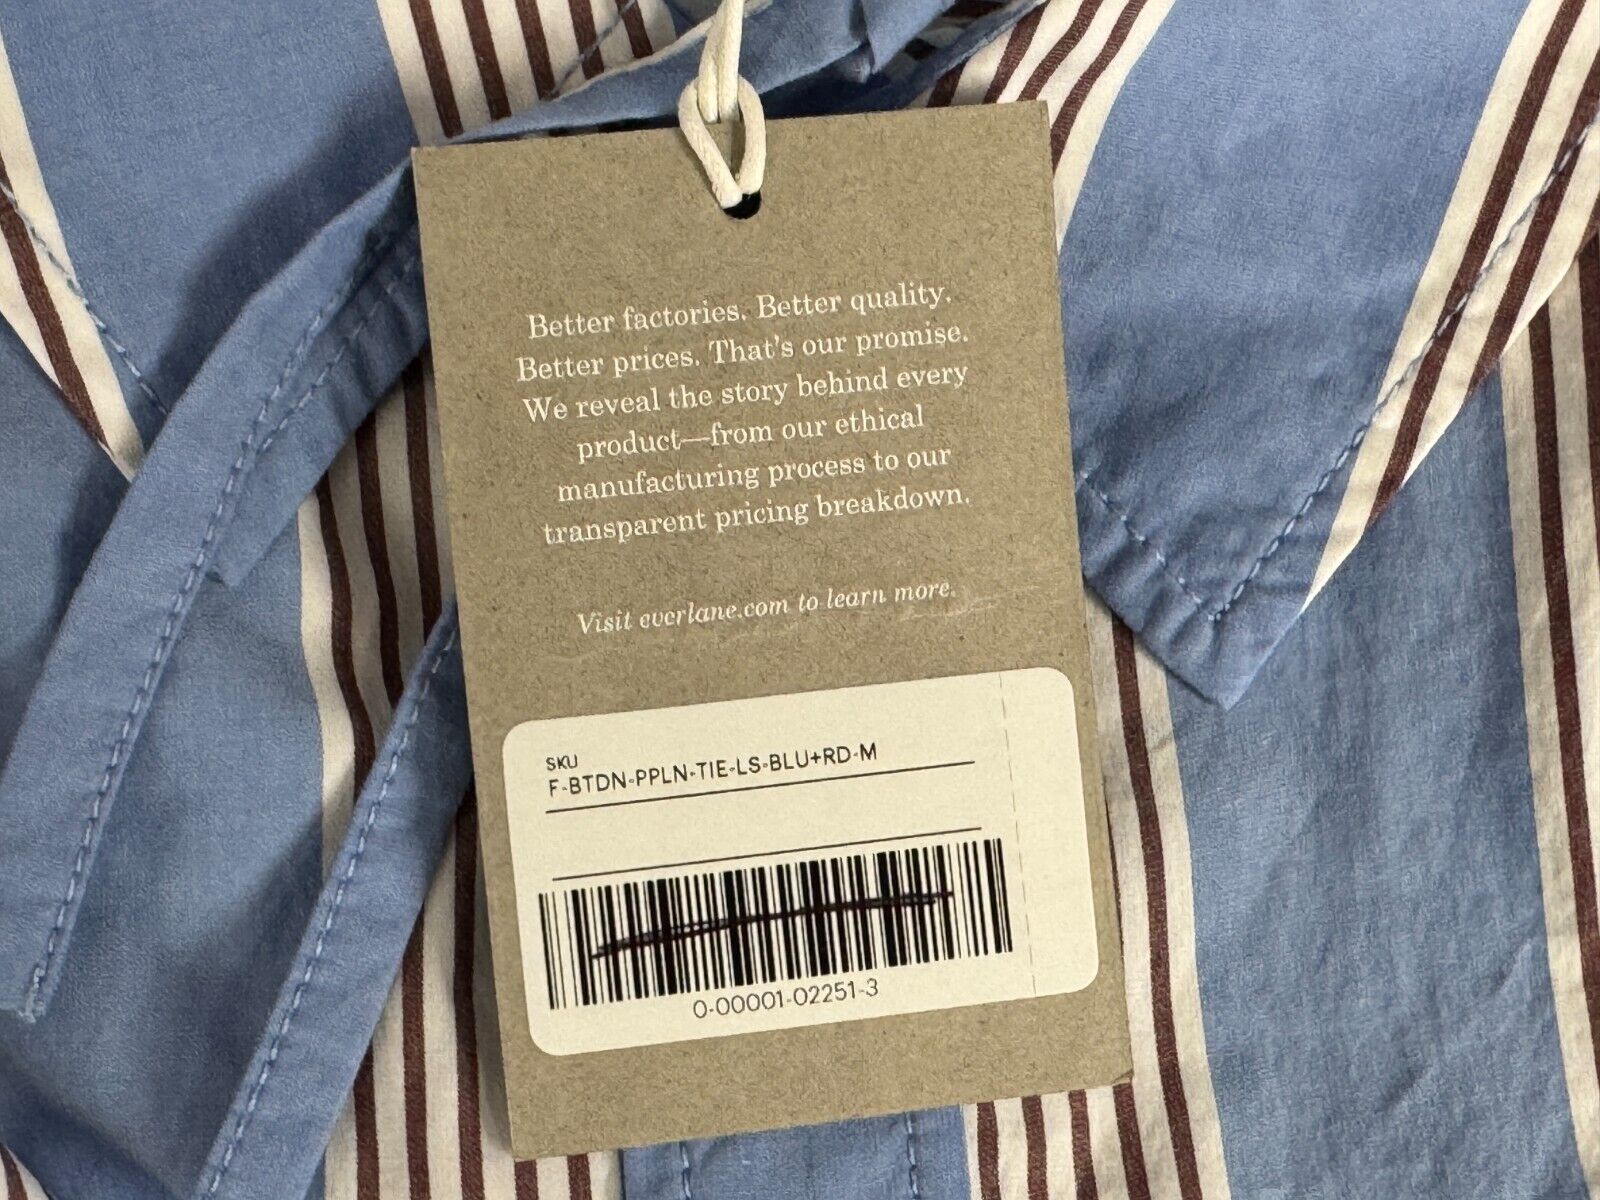 Better factories. Better quality.
Better prices. That's our promise.
We reveal the story behind every
product—from our ethical
manufacturing process to our
transparent pricing breakdown.
Visit everlane.com to learn more.
SKU
F-BTDN-PPLN-TIE-LS-BLU+RD-M
0-00001-02251-3